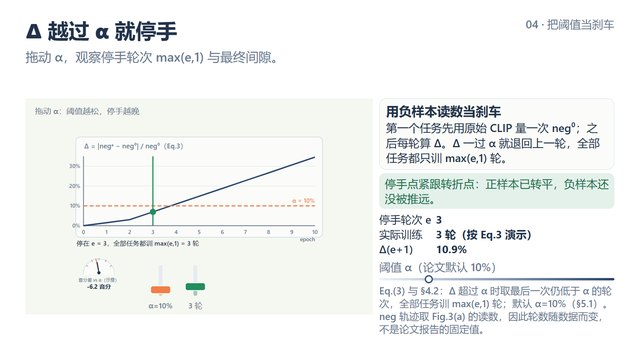 Δ 越过 α 就停手
04 · 把阈值当刹车
拖动 α，观察停手轮次 max(e,1) 与最终间隙。
拖动 α：阈值越松，停手越晚
Δ = |negᵉ − neg⁰| / neg⁰（Eq.3）
30%
20%
10%
0%
α = 10%
0 1 2 3 4 5 6 7 8 9 10
epoch
停在 e = 3，全部任务都训 max(e,1) = 3 轮
-6.2 百分
α=10%
3 轮
用负样本读数当刹车
第一个任务先用原始 CLIP 量一次 neg⁰；之
后每轮算 Δ。Δ 一过 α 就退回上一轮，全部
任务都只训 max(e,1) 轮。
停手点紧跟转折点：正样本已转平，负样本还
没被推远。
停手轮次 e 3
实际训练 3 轮（按 Eq.3 演示）
Δ(e+1) 10.9%
阈值 α（论文默认 10%）
Eq.(3) 与 §4.2：Δ 超过 α 时取最后一次仍低于 α 的轮
次，全部任务训 max(e,1) 轮；默认 α=10%（§5.1）。
neg 轨迹取 Fig.3(a) 的读数，因此轮数随数据而变，
不是论文报告的固定值。